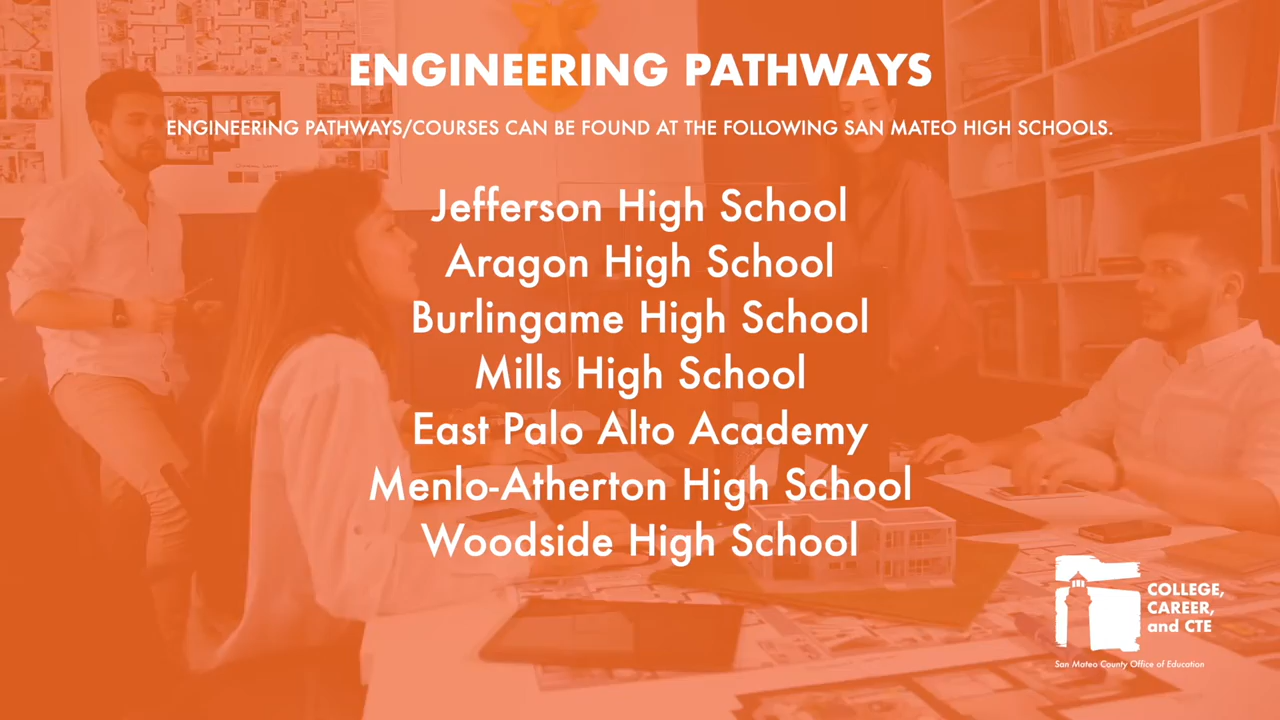 ENGINEERING PATHWAYS
ENGINEERING PATHWAYS/COURSES CAN BE FOUND AT THE FOLLOWING SAN MATEO HIGH SCHOOLS.
Jefferson High School
Aragon High School
Burlingame High School
Mills High School
East Palo Alto Academy
Menlo-Atherton High School
Woodside High School
COLLEGE,
CAREER,
and CTE
San Mateo County Office of Education